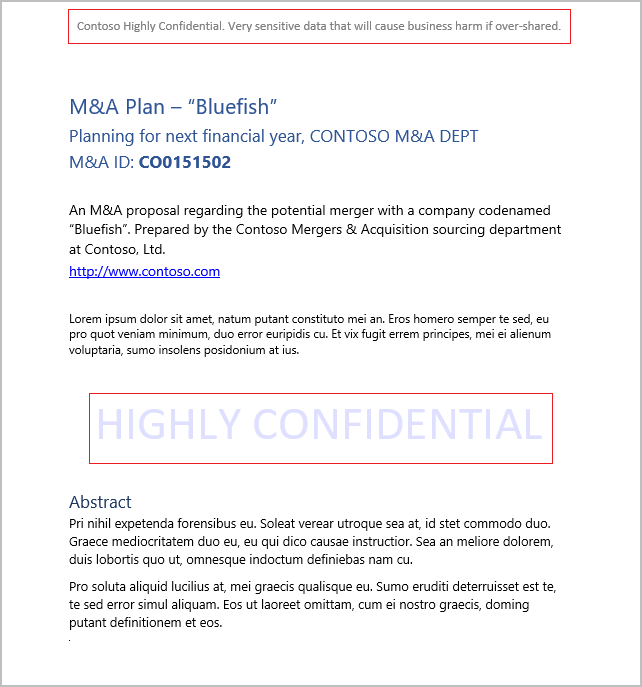 Contoso Highly Confidential. Very sensitive data that will cause business harm if over-shared.
M&A Plan – “Bluefish”
Planning for next financial year, CONTOSO M&A DEPT
M&A ID: CO0151502
An M&A proposal regarding the potential merger with a company codenamed
“Bluefish”. Prepared by the Contoso Mergers & Acquisition sourcing department
at Contoso, Ltd.
http://www.contoso.com
Lorem ipsum dolor sit amet, natum putant constituto mei an. Eros homero semper te sed, eu
pro quot veniam minimum, duo error euripidis cu. Et vix fugit errem principes, mei ei alienum
voluptaria, sumo insolens posidonium at ius.
HIGHLY CONFIDENTIAL
Abstract
Pri nihil expetenda forensibus eu. Soleat verear utroque sea at, id stet commodo duo.
Graece mediocritatem duo eu, eu qui dico causae instructior. Sea an meliore dolorem,
duis lobortis quo ut, omnesque indoctum definiebas nam cu.
Pro soluta aliquid lucilius at, mei graecis qualisque eu. Sumo eruditi deterruisset est te,
te sed error simul aliquam. Eos ut laoreet omittam, cum ei nostro graecis, doming
putant definitionem et eos.
.